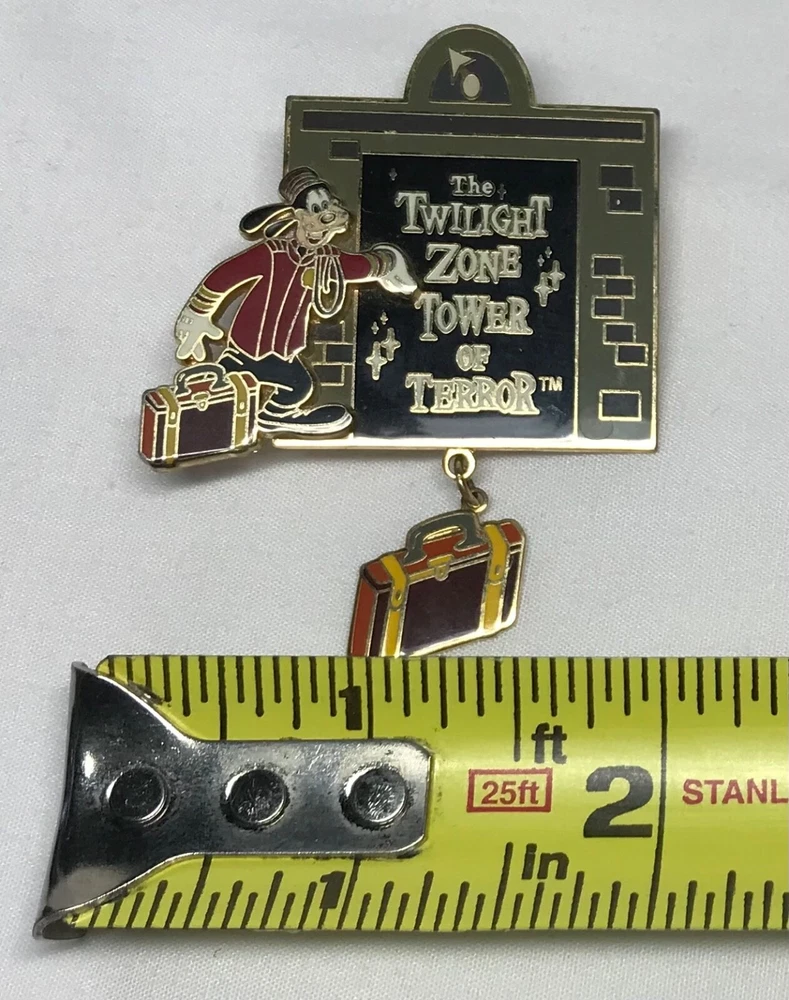 The
TWILIGHT
ZONE
TOWER
OF
TERROR™
1
ft
25ft 2 STANL
1
in